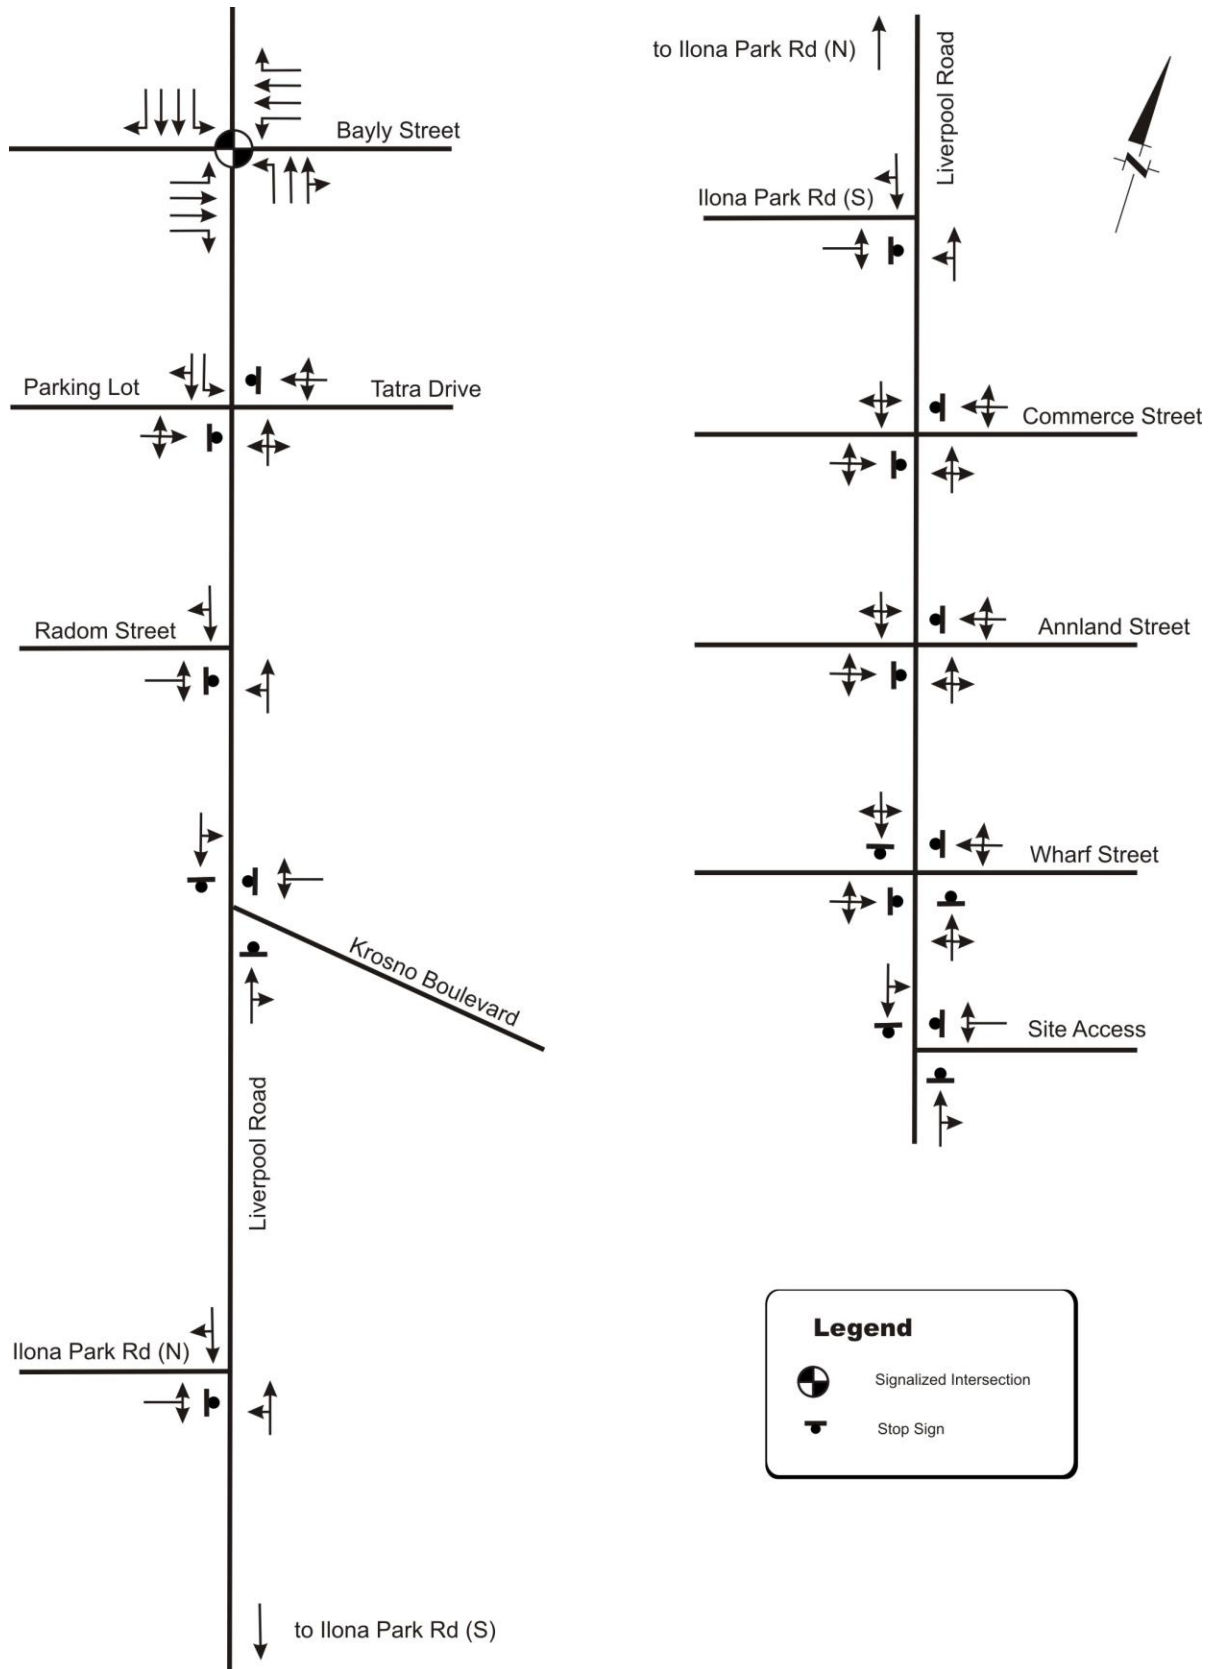 Bayly Street
Parking Lot
Tatra Drive
Radom Street
Krosno Boulevard
Liverpool Road
Ilona Park Rd (N)
to Ilona Park Rd (S)
to Ilona Park Rd (N)
Liverpool Road
N
Ilona Park Rd (S)
Commerce Street
Annland Street
Wharf Street
Site Access
Legend
Signalized Intersection
Stop Sign